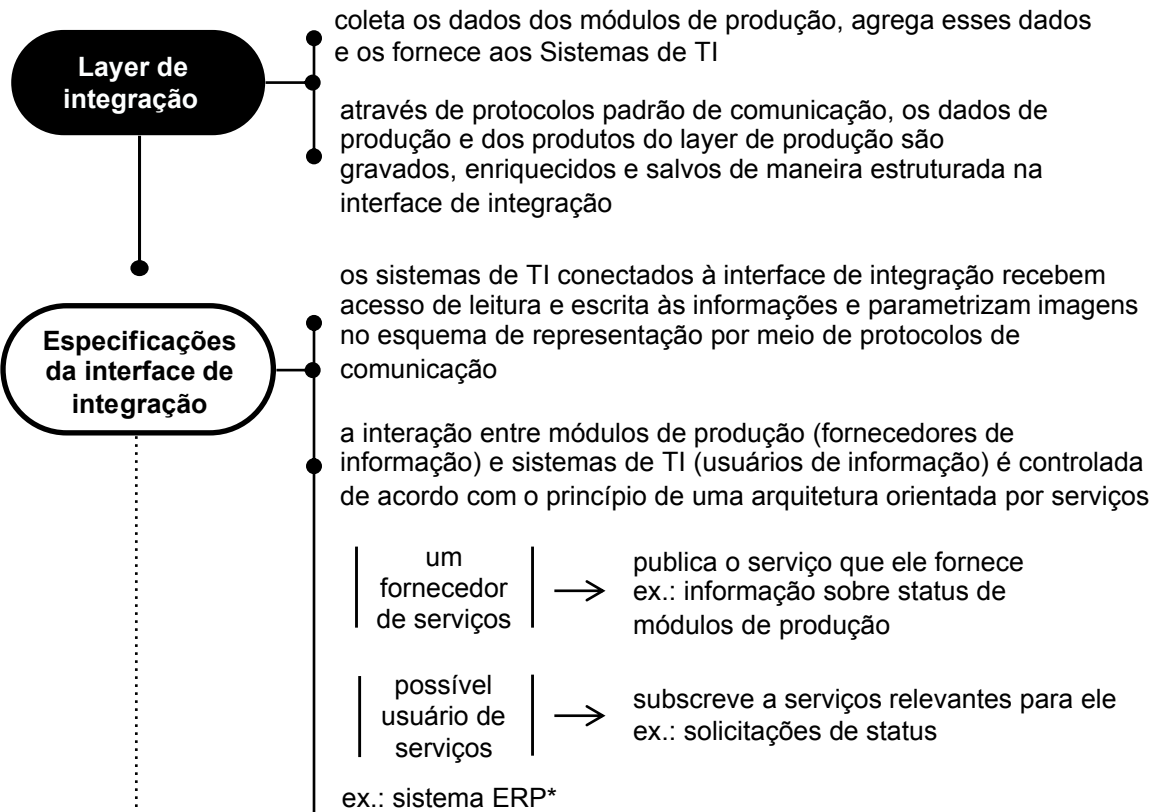 Layer de
integração
coleta os dados dos módulos de produção, agrega esses dados
e os fornece aos Sistemas de TI
através de protocolos padrão de comunicação, os dados de
produção e dos produtos do layer de produção são
gravados, enriquecidos e salvos de maneira estruturada na
interface de integração
Especificações
da interface de
integração
os sistemas de TI conectados à interface de integração recebem
acesso de leitura e escrita às informações e parametrizam imagens
no esquema de representação por meio de protocolos de
comunicação
a interação entre módulos de produção (fornecedores de
informação) e sistemas de TI (usuários de informação) é controlada
de acordo com o princípio de uma arquitetura orientada por serviços
um
fornecedor
de serviços
publica o serviço que ele fornece
ex.: informação sobre status de
módulos de produção
possível
usuário de
serviços
subscreve a serviços relevantes para ele
ex.: solicitações de status
ex.: sistema ERP*